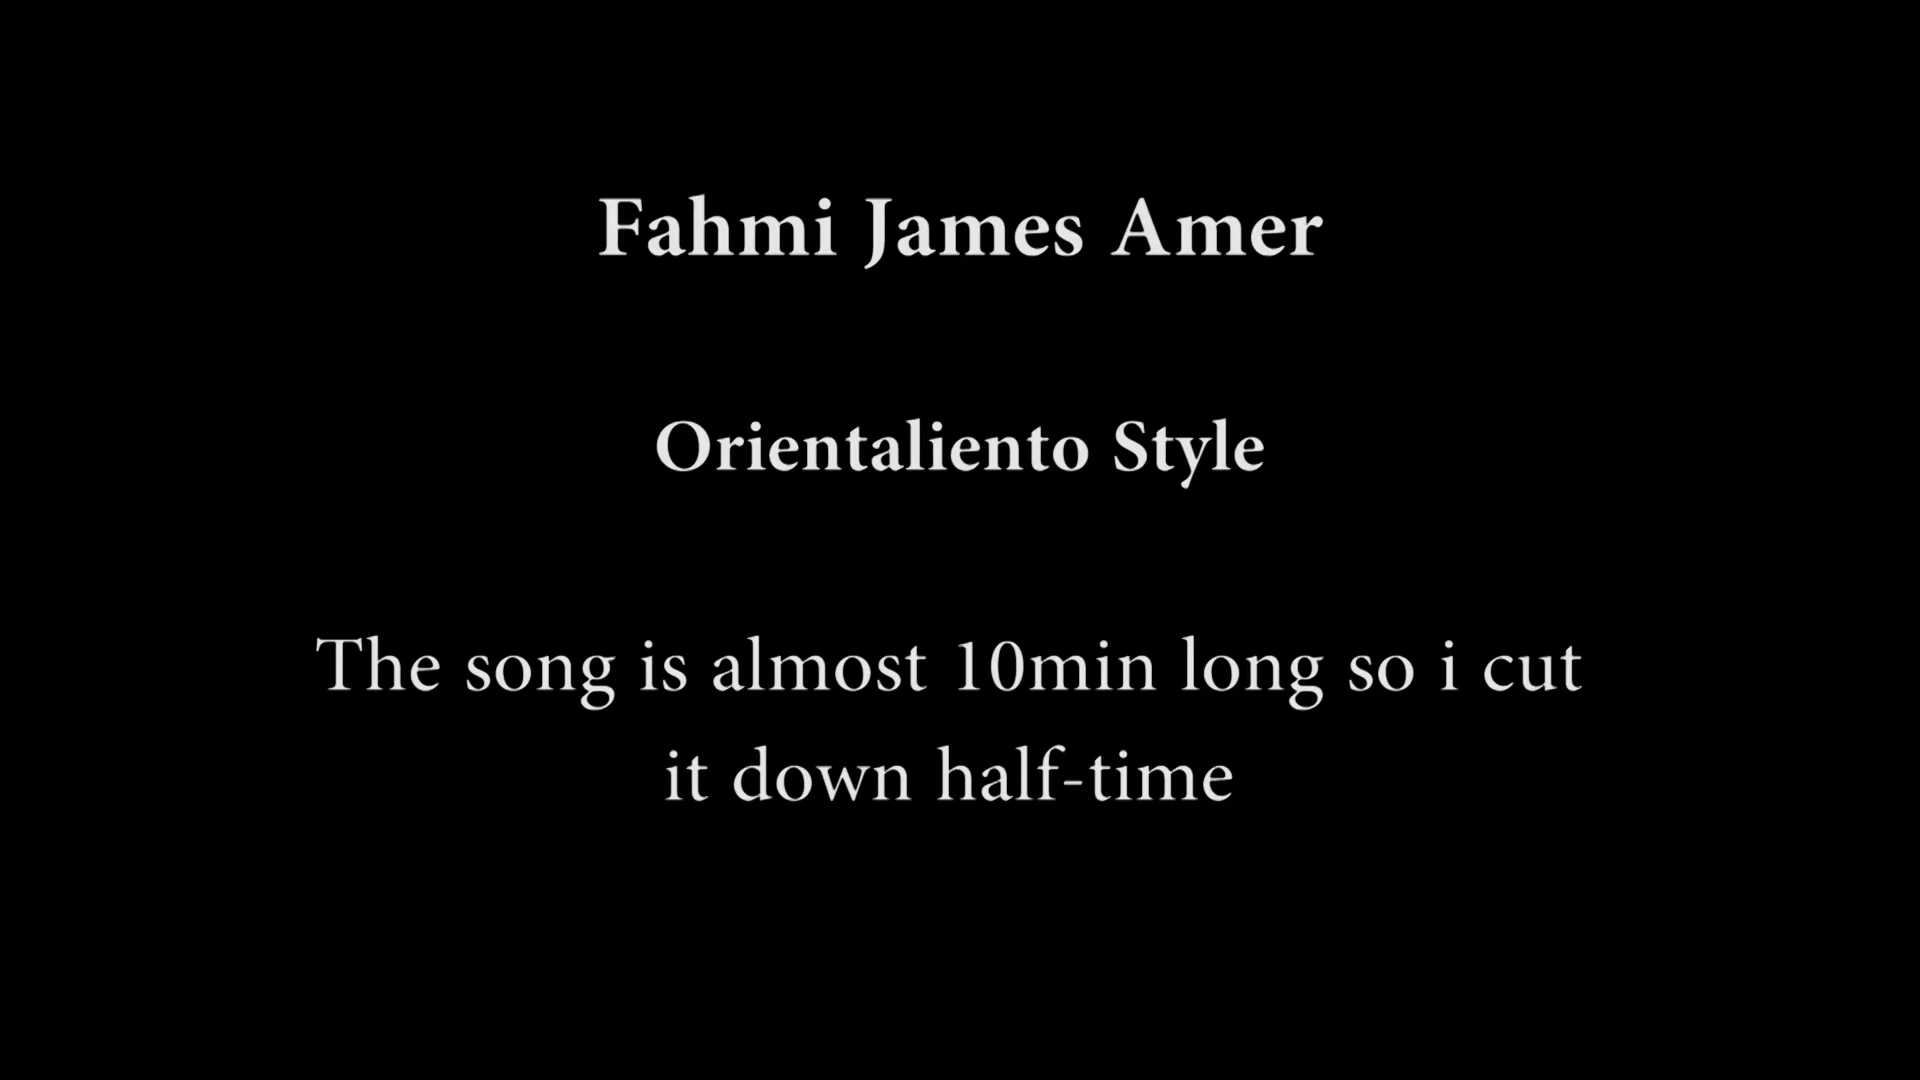 Fahmi James Amer
Orientaliento Style
The song is almost 10min long so i cut
it down half-time